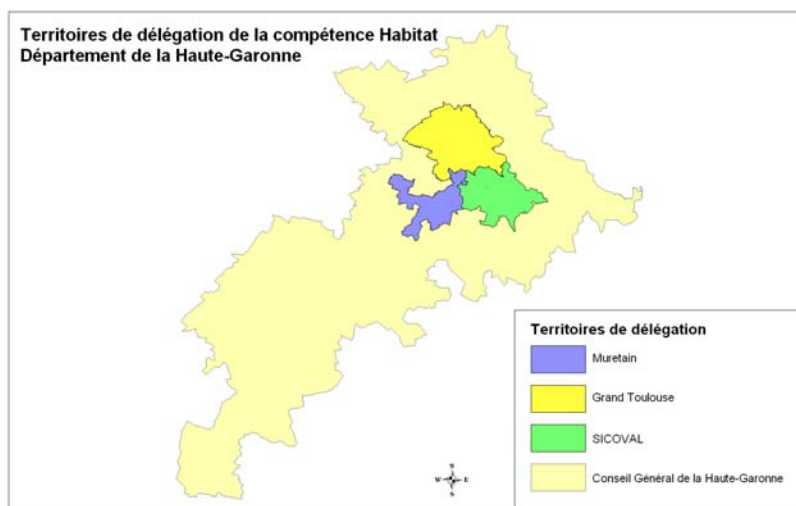 Territoires de délégation de la compétence Habitat
Département de la Haute-Garonne
N
W E
S
Territoires de délégation
Muretain
Grand Toulouse
SICOVAL
Conseil Général de la Haute-Garonne